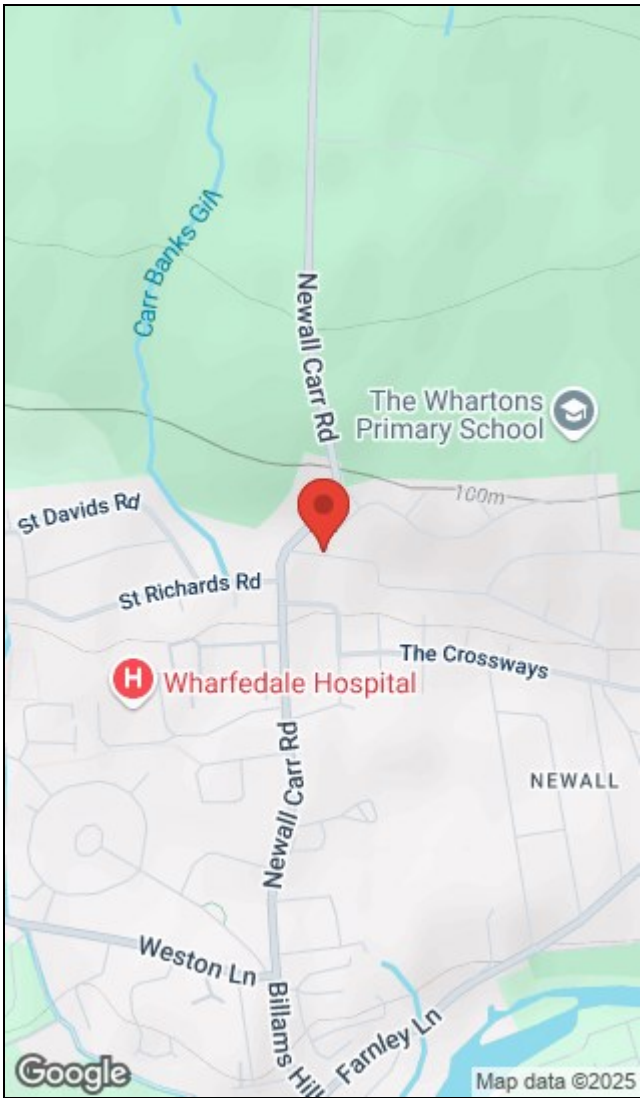 Carr Banks Gill
Newall Carr Rd
The Whartons
Primary School
100m
St Davids Rd
St Richards Rd
The Crossways
H
Wharfedale Hospital
Newall Carr Rd
NEWALL
Weston Ln
Billams Hill
Farnley Ln
Google
Map data ©2025